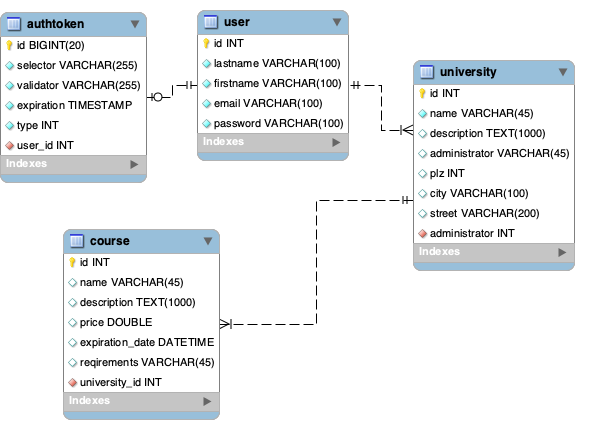 authtoken
id BIGINT(20)
selector VARCHAR(255)
validator VARCHAR(255)
expiration TIMESTAMP
type INT
user_id INT
Indexes
user
id INT
lastname VARCHAR(100)
firstname VARCHAR(100)
email VARCHAR(100)
password VARCHAR(100)
Indexes
university
id INT
name VARCHAR(45)
description TEXT(1000)
administrator VARCHAR(45)
plz INT
city VARCHAR(100)
street VARCHAR(200)
administrator INT
Indexes
course
id INT
name VARCHAR(45)
description TEXT(1000)
price DOUBLE
expiration_date DATETIME
reqirements VARCHAR(45)
university_id INT
Indexes